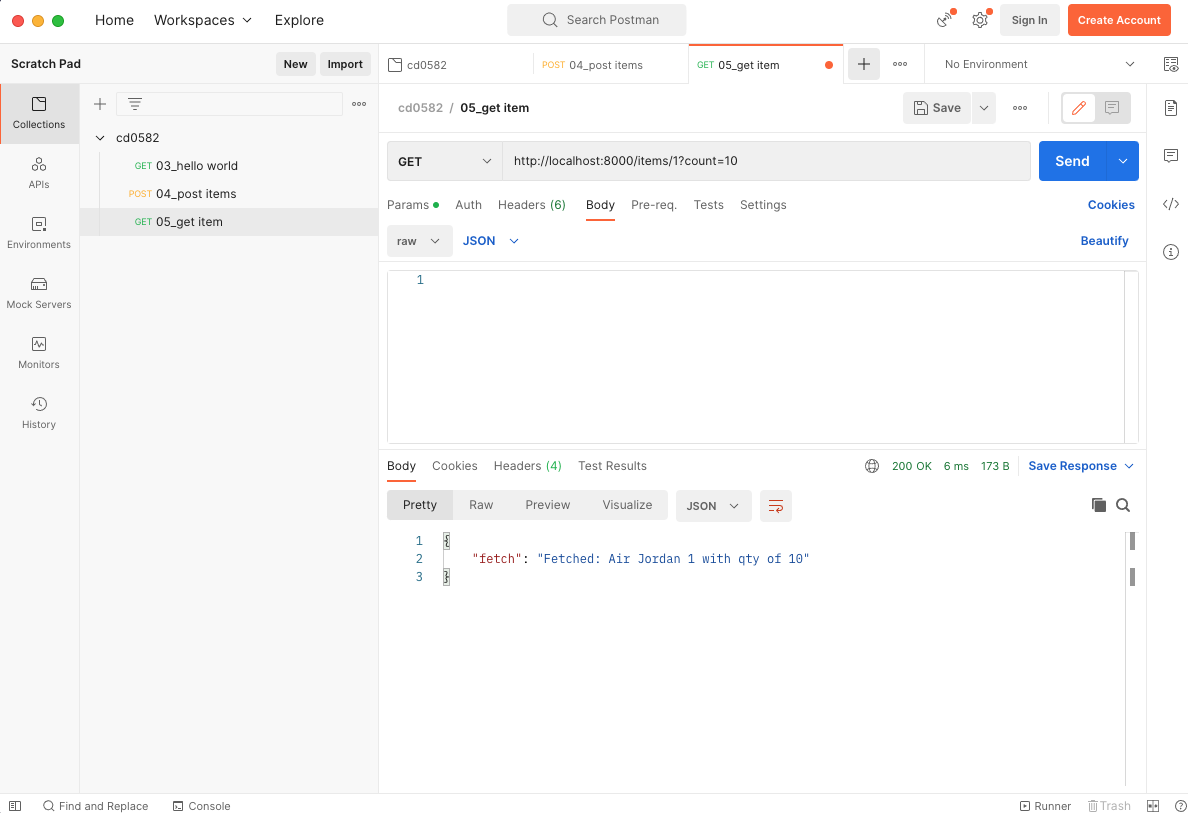 Home Workspaces Explore Search Postman Sign In Create Account
Scratch Pad New Import cd0582 POST 04_post items GET 05_get item No Environment
Collections
APIs
Environments
Mock Servers
Monitors
History
cd0582
GET 03_hello world
POST 04_post items
GET 05_get item
cd0582 / 05_get item Save
GET http://localhost:8000/items/1?count=10 Send
Params Auth Headers (6) Body Pre-req. Tests Settings Cookies
raw JSON Beautify
1
Body Cookies Headers (4) Test Results 200 OK 6 ms 173 B Save Response
Pretty Raw Preview Visualize JSON
1 {
2 "fetch": "Fetched: Air Jordan 1 with qty of 10"
3 }
Find and Replace Console Runner Trash